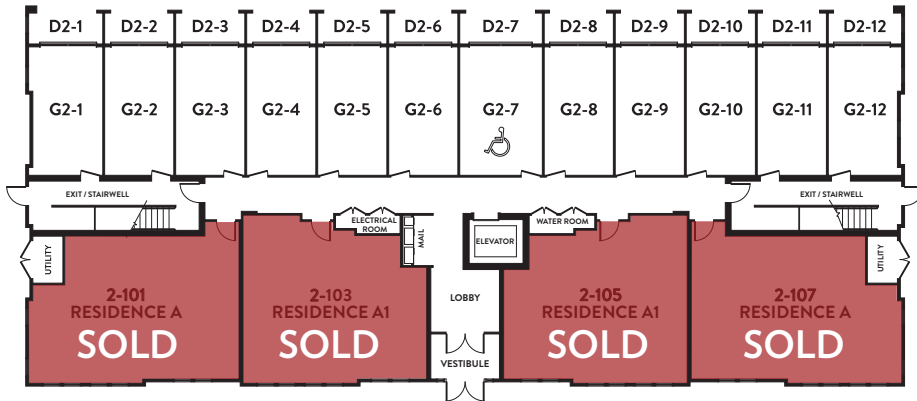 D2-1 D2-2 D2-3 D2-4 D2-5 D2-6 D2-7 D2-8 D2-9 D2-10 D2-11 D2-12
G2-1 G2-2 G2-3 G2-4 G2-5 G2-6 G2-7 G2-8 G2-9 G2-10 G2-11 G2-12
EXIT / STAIRWELL
EXIT / STAIRWELL
ELECTRICAL
ROOM
MAIL
ELEVATOR
WATER ROOM
UTILITY
UTILITY
2-101
RESIDENCE A
SOLD
2-103
RESIDENCE A1
SOLD
LOBBY
VESTIBULE
2-105
RESIDENCE A1
SOLD
2-107
RESIDENCE A
SOLD